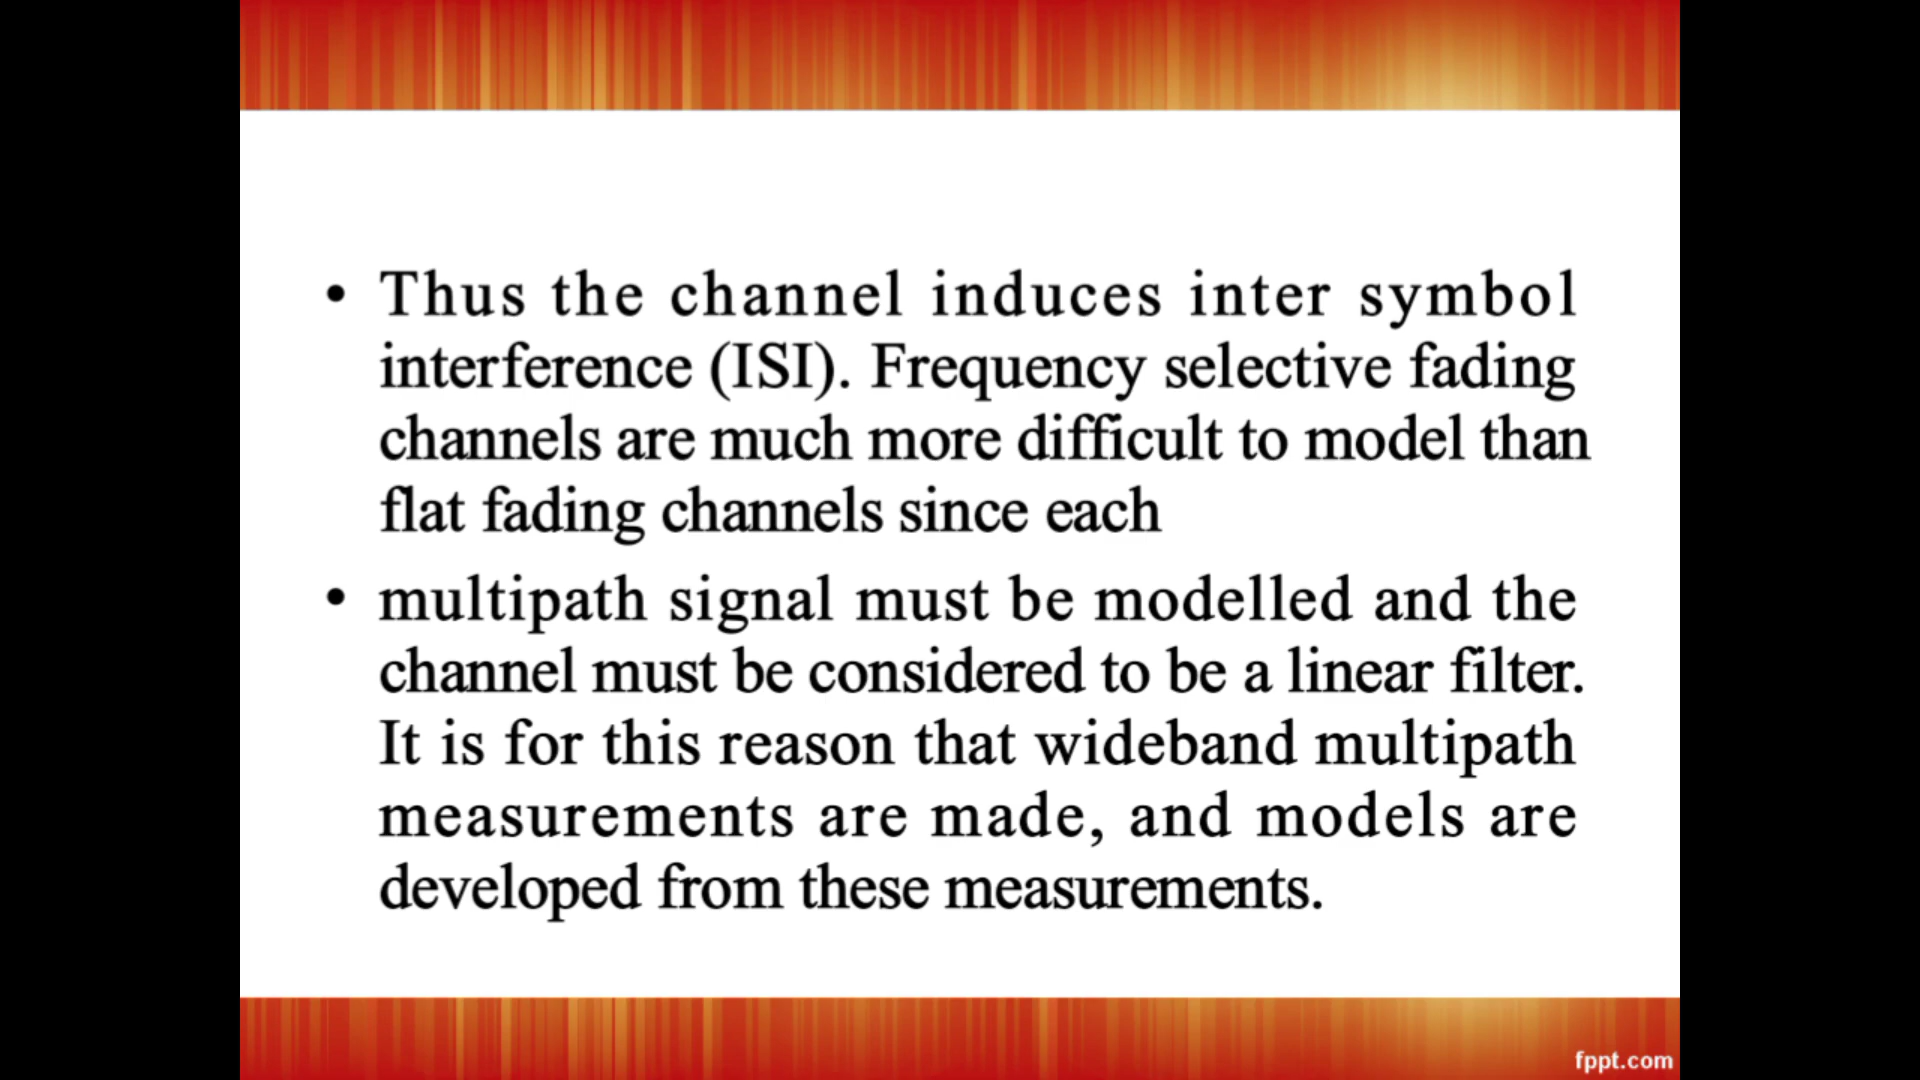 • Thus the channel induces inter symbol
interference (ISI). Frequency selective fading
channels are much more difficult to model than
flat fading channels since each
• multipath signal must be modelled and the
channel must be considered to be a linear filter.
It is for this reason that wideband multipath
measurements are made, and models are
developed from these measurements.
fppt.com